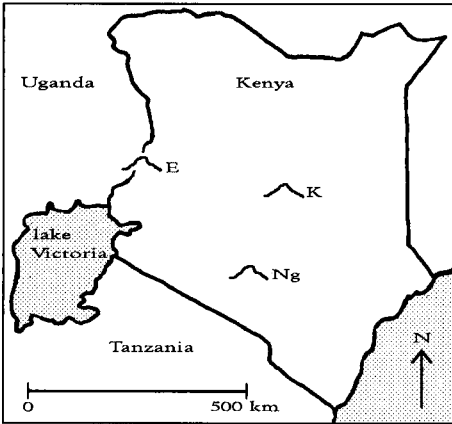 Uganda
Kenya
E
K
lake
Victoria
Ng
Tanzania
N
0
500 km